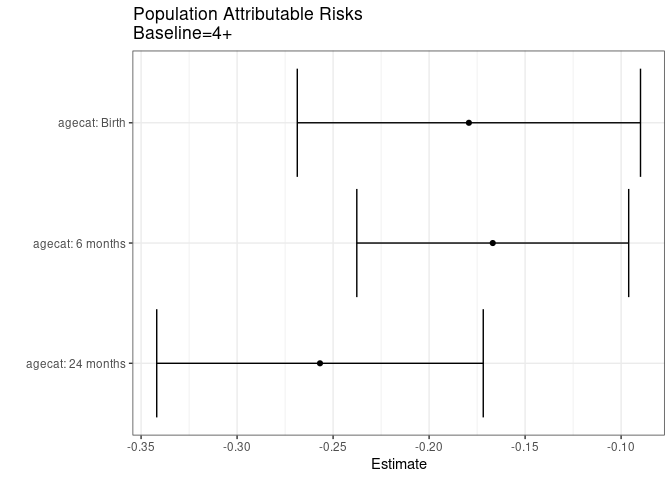 Population Attributable Risks
Baseline=4+
agecat: Birth
agecat: 6 months
agecat: 24 months
-0.35 -0.30 -0.25 -0.20 -0.15 -0.10
Estimate